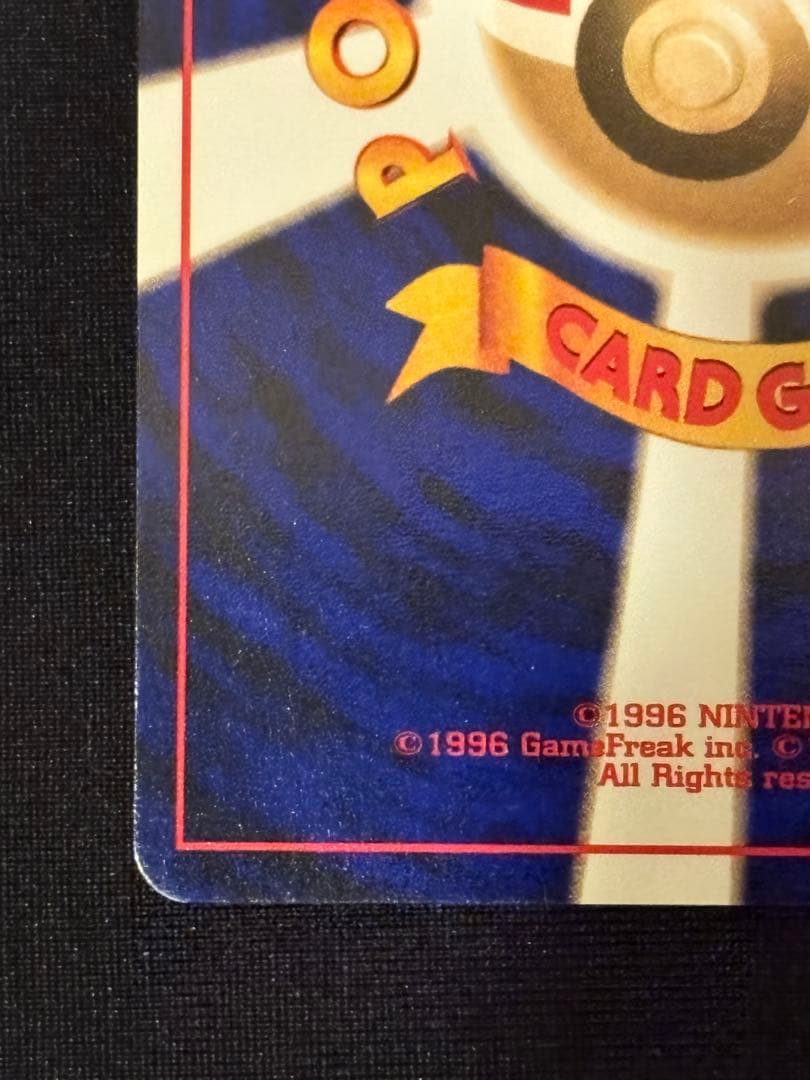 PO
CARD G
©1996 NINTE
©1996 GameFreak inc. ©
All Rights res